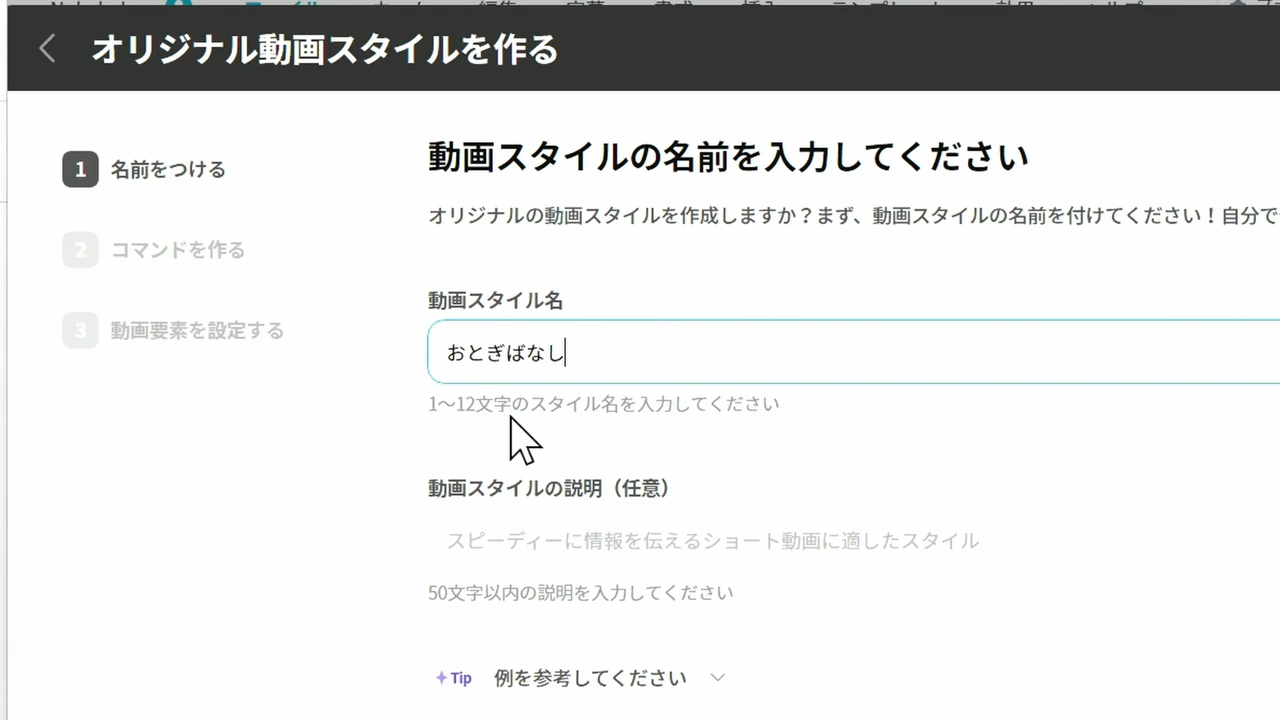 オリジナル動画スタイルを作る
1 名前をつける
2 コマンドを作る
3 動画要素を設定する
動画スタイルの名前を入力してください
オリジナルの動画スタイルを作成しますか？まず、動画スタイルの名前を付けてください！自分で
動画スタイル名
おとぎばなし
1～12文字のスタイル名を入力してください
動画スタイルの説明（任意）
スピーディーに情報を伝えるショート動画に適したスタイル
50文字以内の説明を入力してください
Tip 例を参考してください